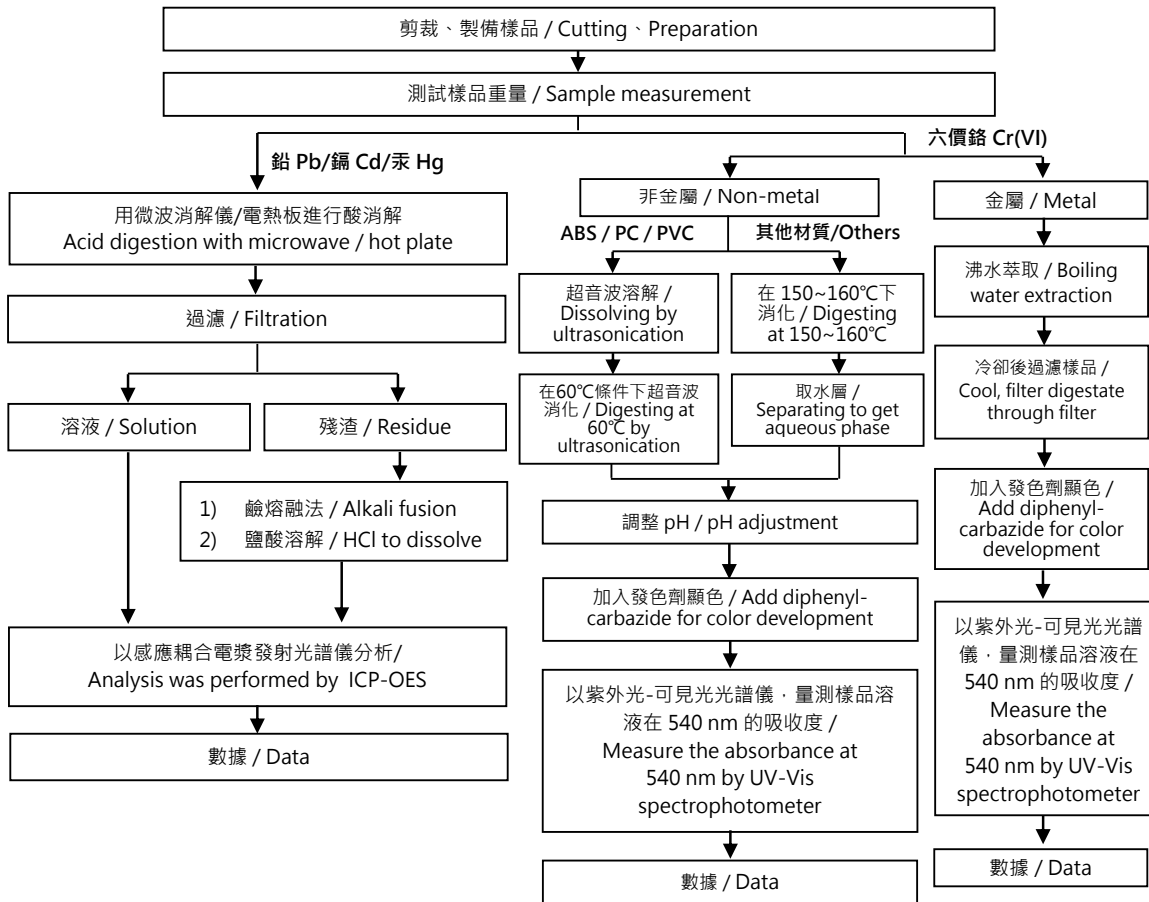 剪裁、製備樣品 / Cutting、Preparation
測試樣品重量 / Sample measurement
鉛 Pb/鎘 Cd/汞 Hg
用微波消解儀/電熱板進行酸消解
Acid digestion with microwave / hot plate
過濾 / Filtration
溶液 / Solution
殘渣 / Residue
1) 鹼熔融法 / Alkali fusion
2) 鹽酸溶解 / HCl to dissolve
以感應耦合電漿發射光譜儀分析/
Analysis was performed by ICP-OES
數據 / Data
六價鉻 Cr(VI)
非金屬 / Non-metal
ABS / PC / PVC
超音波溶解 /
Dissolving by
ultrasonication
在60℃條件下超音波
消化 / Digesting at
60℃ by
ultrasonication
其他材質/Others
在 150~160℃下
消化 / Digesting
at 150~160℃
取水層 /
Separating to get
aqueous phase
調整 pH / pH adjustment
加入發色劑顯色 / Add diphenyl-
carbazide for color development
以紫外光-可見光光譜儀，量測樣品溶
液在 540 nm 的吸收度 /
Measure the absorbance at
540 nm by UV-Vis
spectrophotometer
數據 / Data
金屬 / Metal
沸水萃取 / Boiling
water extraction
冷卻後過濾樣品 /
Cool, filter digestate
through filter
加入發色劑顯色 /
Add diphenyl-
carbazide for color
development
以紫外光-可見光光譜
儀，量測樣品溶液在
540 nm 的吸收度 /
Measure the
absorbance at
540 nm by UV-Vis
spectrophotometer
數據 / Data